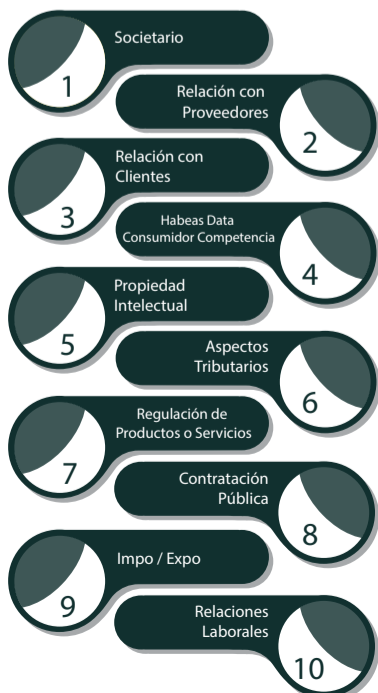 Societario
1
Relación con
Proveedores
2
Relación con
Clientes
3
Habeas Data
Consumidor Competencia
4
Propiedad
Intelectual
5
Aspectos
Tributarios
6
Regulación de
Productos o Servicios
7
Contratación
Pública
8
Impo / Expo
9
Relaciones
Laborales
10